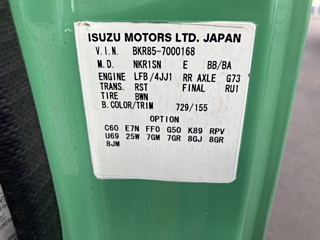 ISUZU MOTORS LTD. JAPAN
V.I.N. BKR85-7000168
M.D. NKR1SN E BB/BA
ENGINE LFB/4JJ1 RR AXLE G73
TRANS. RST FINAL RU1
TIRE BWN
B.COLOR/TRIM 729/155
OPTION
C60 E7N FF0 G50 K89 RPV
U69 25W 7GM 7GR 8GJ 8GR
8JM